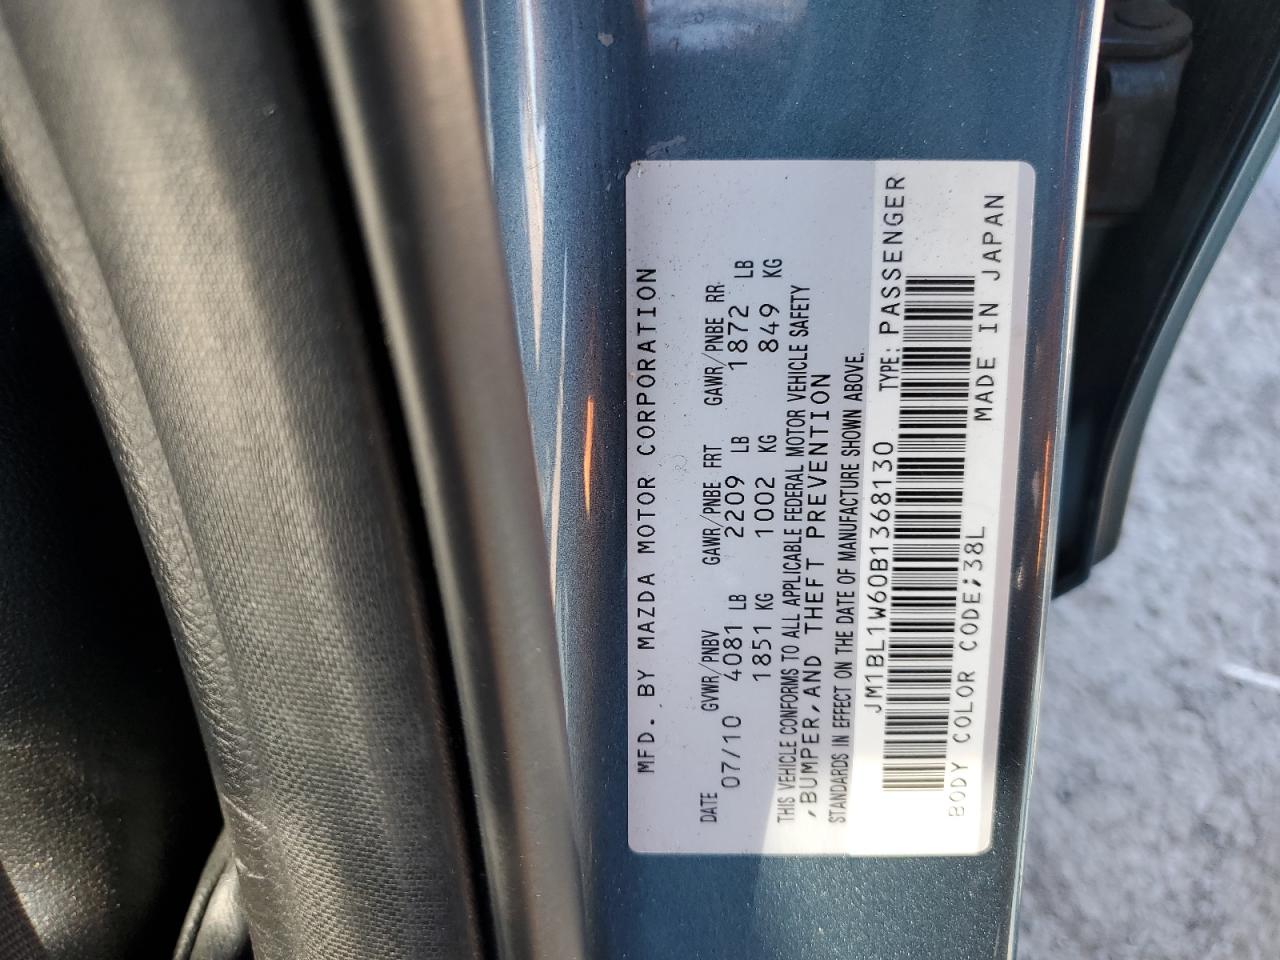 MFD. BY MAZDA MOTOR CORPORATION
DATE GVWR/PNBV GAWR/PNBE FRT GAWR/PNBE RR
07/10 4081 LB 2209 LB 1872 LB
1851 KG 1002 KG 849 KG
THIS VEHICLE CONFORMS TO ALL APPLICABLE FEDERAL MOTOR VEHICLE SAFETY
,BUMPER,AND THEFT PREVENTION
STANDARDS IN EFFECT ON THE DATE OF MANUFACTURE SHOWN ABOVE.
JM1BL1W60B1368130 TYPE: PASSENGER
BODY COLOR CODE;38L MADE IN JAPAN